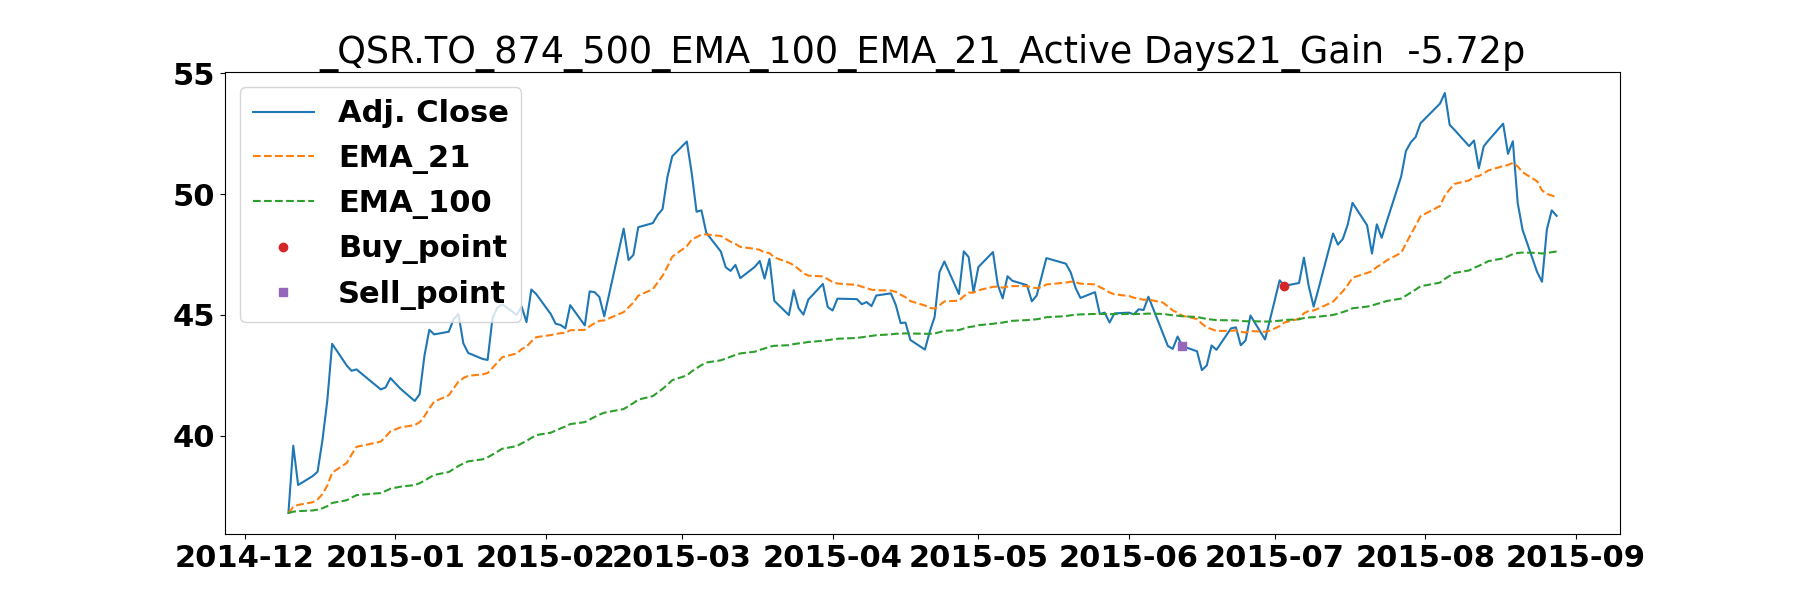 _QSR.TO_874_500_EMA_100_EMA_21_Active Days21_Gain  -5.72p
55
50
45
40
Adj. Close
EMA_21
EMA_100
Buy_point
Sell_point
2014-12 2015-01 2015-02 2015-03 2015-04 2015-05 2015-06 2015-07 2015-08 2015-09